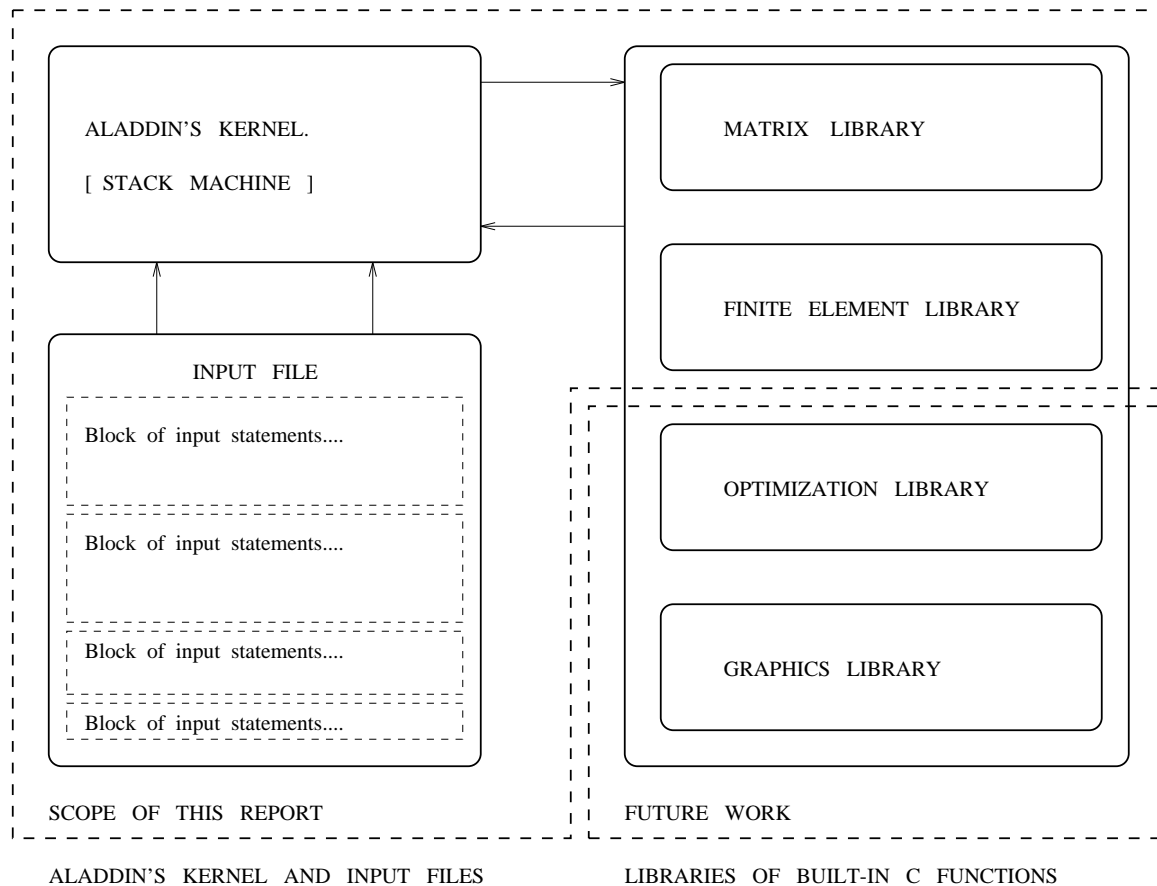 ALADDIN'S KERNEL.
[ STACK MACHINE ]
INPUT FILE
Block of input statements....
Block of input statements....
Block of input statements....
Block of input statements....
SCOPE OF THIS REPORT
ALADDIN'S KERNEL AND INPUT FILES
MATRIX LIBRARY
FINITE ELEMENT LIBRARY
OPTIMIZATION LIBRARY
GRAPHICS LIBRARY
FUTURE WORK
LIBRARIES OF BUILT-IN C FUNCTIONS